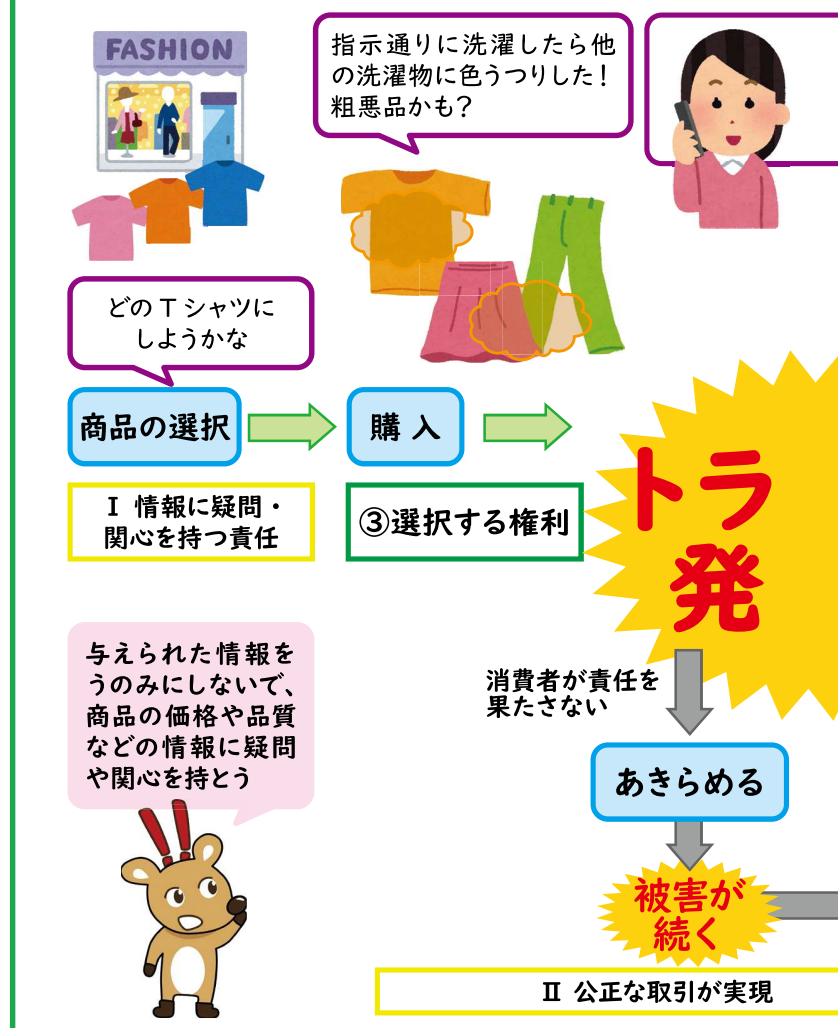 FASHION
指示通りに洗濯したら他
の洗濯物に色うつりした！
粗悪品かも？
どのTシャツに
しようかな
商品の選択
購入
Ⅰ 情報に疑問・
関心を持つ責任
③選択する権利
トラ
発
与えられた情報を
うのみにしないで、
商品の価格や品質
などの情報に疑問
や関心を持とう
消費者が責任を
果たさない
あきらめる
被害が
続く
Ⅱ 公正な取引が実現